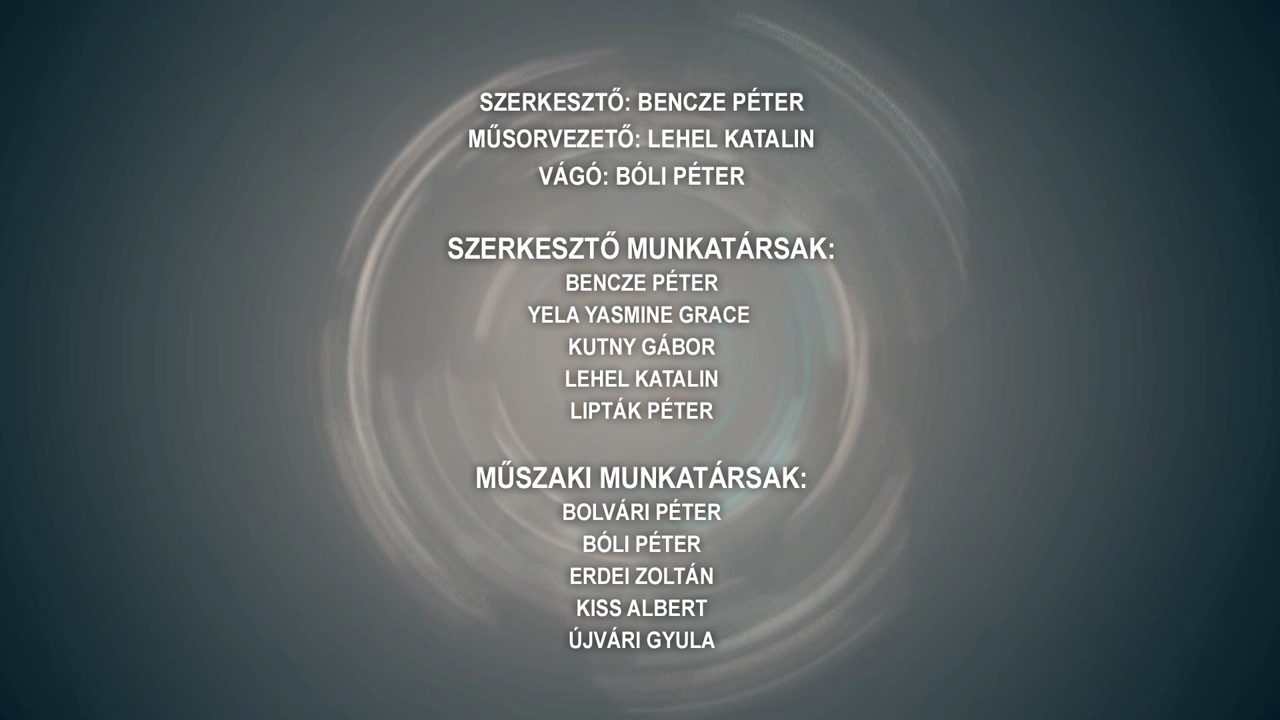 SZERKESZTŐ: BENCZE PÉTER
MŰSORVEZETŐ: LEHEL KATALIN
VÁGÓ: BÓLI PÉTER
SZERKESZTŐ MUNKATÁRSAK:
BENCZE PÉTER
YELA YASMINE GRACE
KUTNY GÁBOR
LEHEL KATALIN
LIPTÁK PÉTER
MŰSZAKI MUNKATÁRSAK:
BOLVÁRI PÉTER
BÓLI PÉTER
ERDEI ZOLTÁN
KISS ALBERT
ÚJVÁRI GYULA